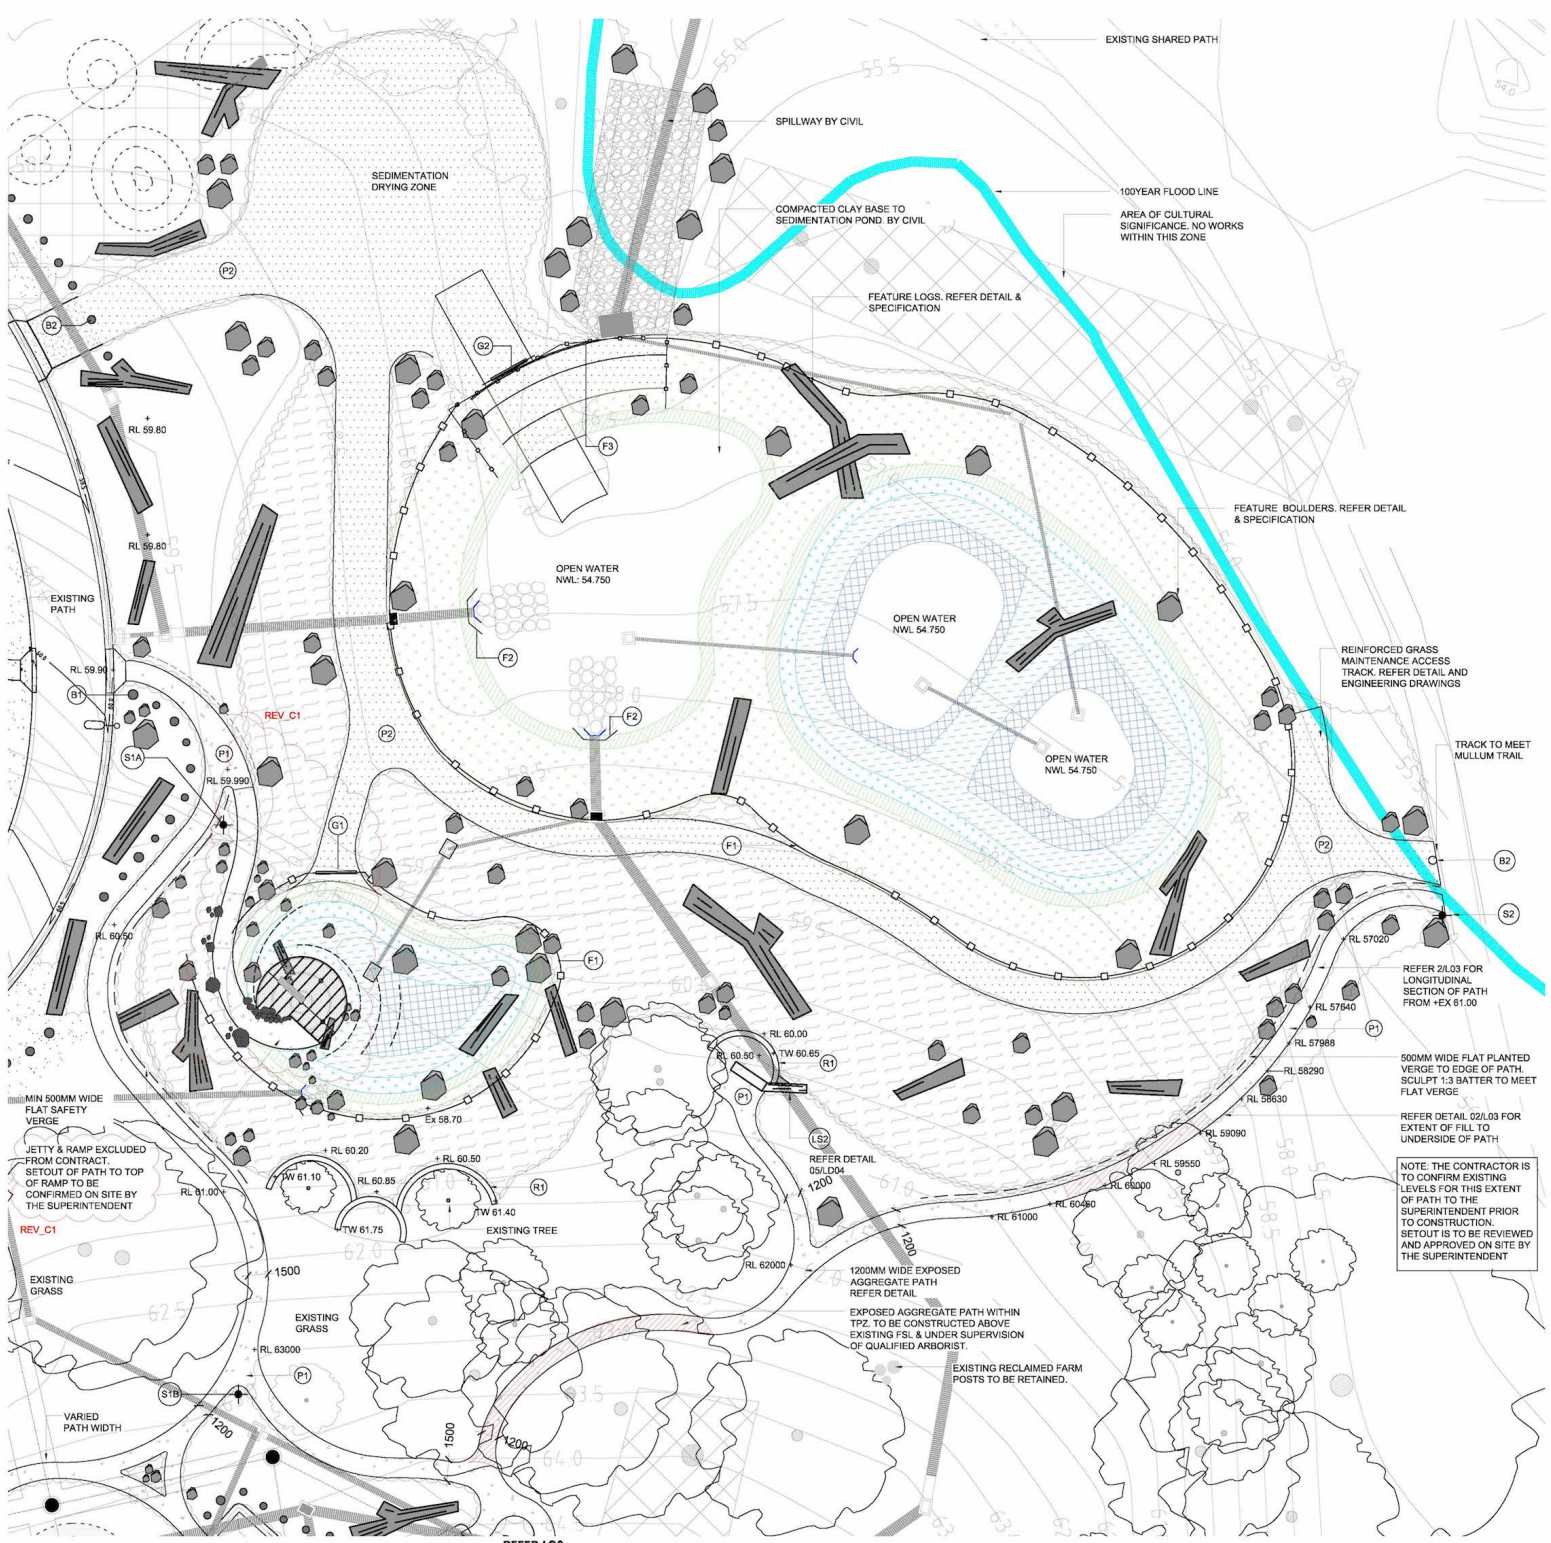 EXISTING SHARED PATH
55.5
55.0
54.0
SPILLWAY BY CIVIL
SEDIMENTATION
DRYING ZONE
100YEAR FLOOD LINE
COMPACTED CLAY BASE TO
SEDIMENTATION POND. BY CIVIL
AREA OF CULTURAL
SIGNIFICANCE. NO WORKS
WITHIN THIS ZONE
P2
FEATURE LOGS. REFER DETAIL &
SPECIFICATION
B2
G2
RL 59.80
F3
FEATURE BOULDERS. REFER DETAIL
& SPECIFICATION
RL 59.80
OPEN WATER
NWL: 54.750
EXISTING
PATH
OPEN WATER
NWL 54.750
F2
REINFORCED GRASS
MAINTENANCE ACCESS
TRACK. REFER DETAIL AND
ENGINEERING DRAWINGS
RL 59.90
B1
REV_C1
F2
P2
P1
S1A
TRACK TO MEET
MULLUM TRAIL
OPEN WATER
NWL 54.750
RL 59.990
G1
F1
P2
B2
S2
RL 60.50
RL 57020
F1
REFER 2/L03 FOR
LONGITUDINAL
SECTION OF PATH
FROM +EX 61.00
RL 57640
P1
RL 60.00
RL 57988
RL 60.50
TW 60.65
R1
500MM WIDE FLAT PLANTED
VERGE TO EDGE OF PATH.
SCULPT 1:3 BATTER TO MEET
FLAT VERGE
RL 58290
P1
MIN 500MM WIDE
FLAT SAFETY
VERGE
RL 58630
Ex 58.70
REFER DETAIL 02/L03 FOR
EXTENT OF FILL TO
UNDERSIDE OF PATH
LS2
RL 59090
JETTY & RAMP EXCLUDED
FROM CONTRACT.
SETOUT OF PATH TO TOP
OF RAMP TO BE
CONFIRMED ON SITE BY
THE SUPERINTENDENT
RL 60.20
RL 60.50
REFER DETAIL
05/LD04
RL 59550
NOTE: THE CONTRACTOR IS
TO CONFIRM EXISTING
LEVELS FOR THIS EXTENT
OF PATH TO THE
SUPERINTENDENT PRIOR
TO CONSTRUCTION.
SETOUT IS TO BE REVIEWED
AND APPROVED ON SITE BY
THE SUPERINTENDENT
TW 61.10
RL 60.85
R1
1200
RL 60000
RL 61.00
RL 60460
TW 61.40
RL 61000
REV_C1
TW 61.75
EXISTING TREE
1200
1500
RL 62000
1200MM WIDE EXPOSED
AGGREGATE PATH
REFER DETAIL
EXISTING
GRASS
EXISTING
GRASS
EXPOSED AGGREGATE PATH WITHIN
TPZ. TO BE CONSTRUCTED ABOVE
EXISTING FSL & UNDER SUPERVISION
OF QUALIFIED ARBORIST.
RL 63000
P1
EXISTING RECLAIMED FARM
POSTS TO BE RETAINED.
S1B
VARIED
PATH WIDTH
1200
1500
1200